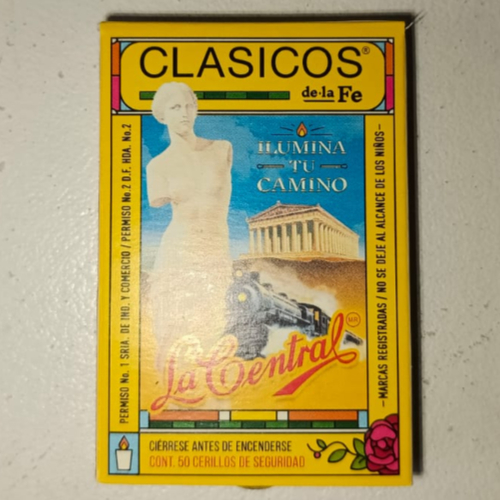 CLASICOS®
de·la Fe
ILUMINA
TU
CAMINO
PERMISO No. 1 SRIA. DE IND. Y COMERCIO / PERMISO No. 2 D.F. HDA. No.2
—MARCAS REGISTRADAS / NO SE DEJE AL ALCANCE DE LOS NIÑOS—
La Central
CIÉRRESE ANTES DE ENCENDERSE
CONT. 50 CERILLOS DE SEGURIDAD